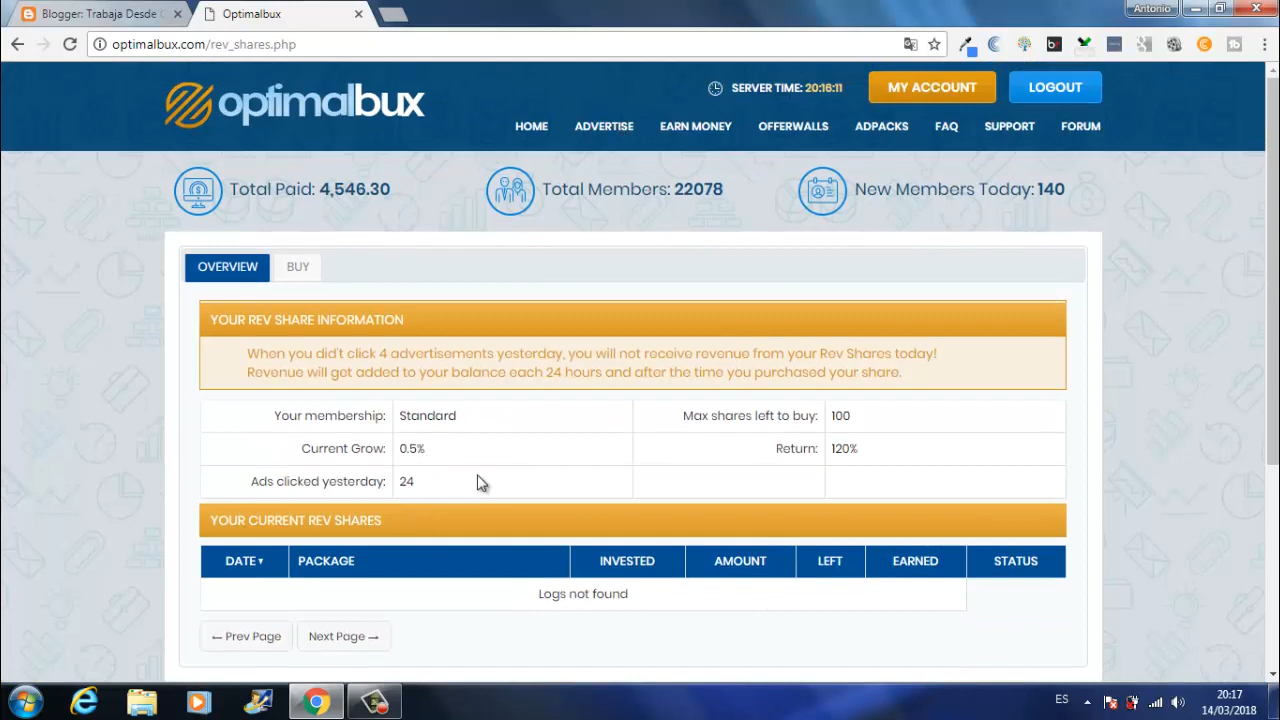 Blogger: Trabaja Desde
Optimalbux
Antonio
optimalbux.com/rev_shares.php
optimalbux
SERVER TIME: 20:16:11
MY ACCOUNT
LOGOUT
HOME
ADVERTISE
EARN MONEY
OFFERWALLS
ADPACKS
FAQ
SUPPORT
FORUM
Total Paid: 4,546.30
Total Members: 22078
New Members Today: 140
OVERVIEW
BUY
YOUR REV SHARE INFORMATION
When you did't click 4 advertisements yesterday, you will not receive revenue from your Rev Shares today!
Revenue will get added to your balance each 24 hours and after the time you purchased your share.
Your membership: Standard Max shares left to buy: 100
Current Grow: 0.5% Return: 120%
Ads clicked yesterday: 24
YOUR CURRENT REV SHARES
DATE PACKAGE INVESTED AMOUNT LEFT EARNED STATUS
Logs not found
← Prev Page
Next Page →
ES
20:17
14/03/2018